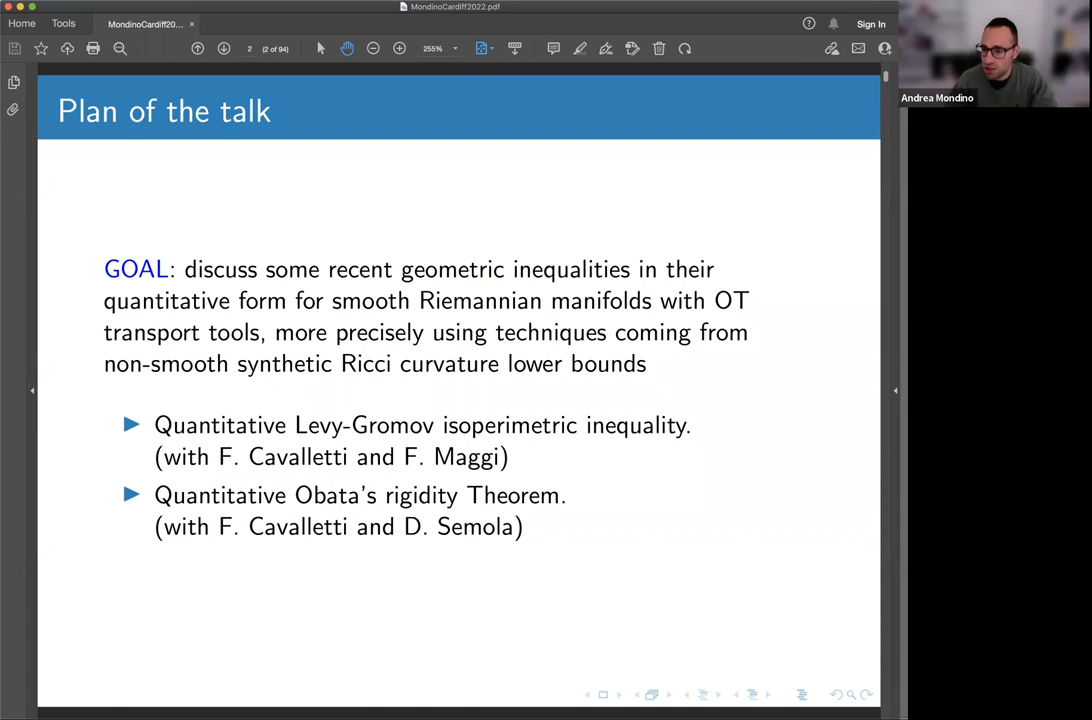 MondinoCardiff2022.pdf
Home Tools MondinoCardiff20... × Sign In
2 (2 of 94) 255%
Andrea Mondino
Plan of the talk
GOAL: discuss some recent geometric inequalities in their
quantitative form for smooth Riemannian manifolds with OT
transport tools, more precisely using techniques coming from
non-smooth synthetic Ricci curvature lower bounds
Quantitative Levy-Gromov isoperimetric inequality.
(with F. Cavalletti and F. Maggi)
Quantitative Obata's rigidity Theorem.
(with F. Cavalletti and D. Semola)